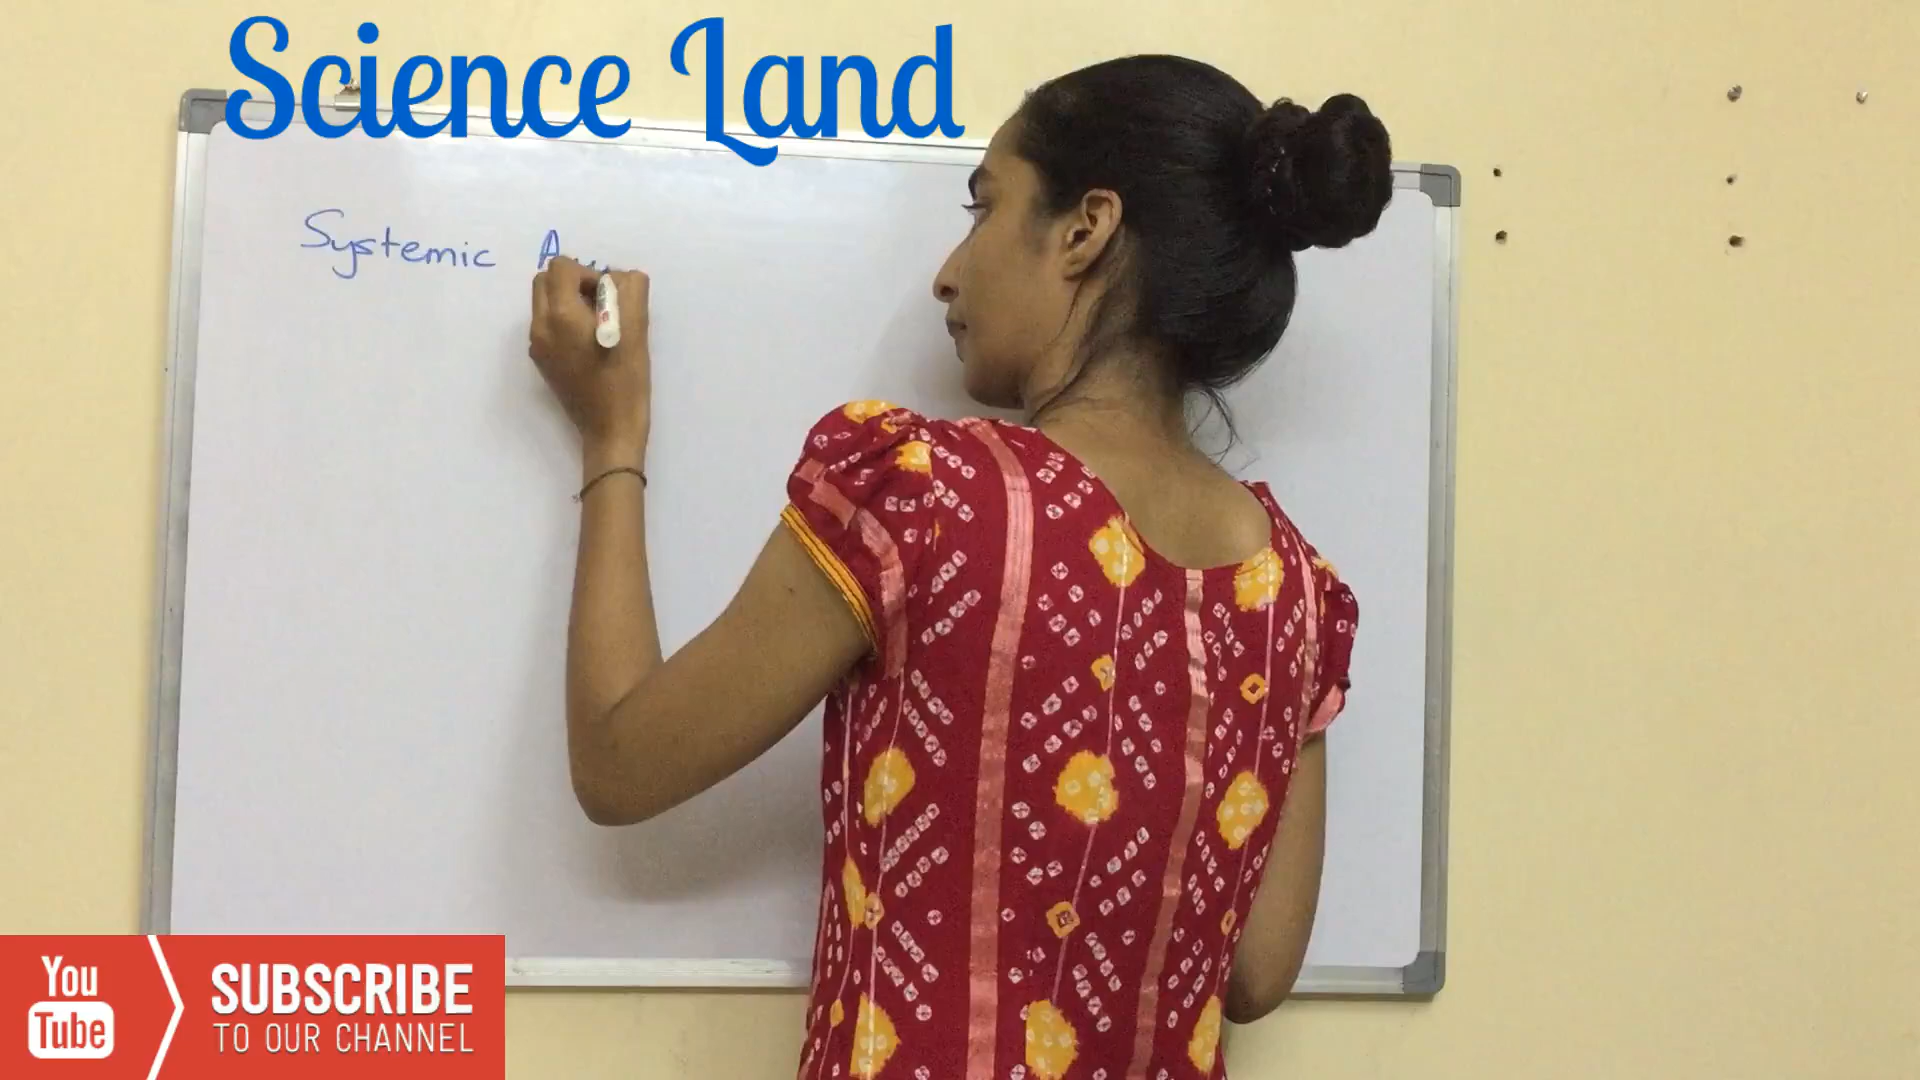 Science Land
Systemic
You
Tube
SUBSCRIBE
TO OUR CHANNEL